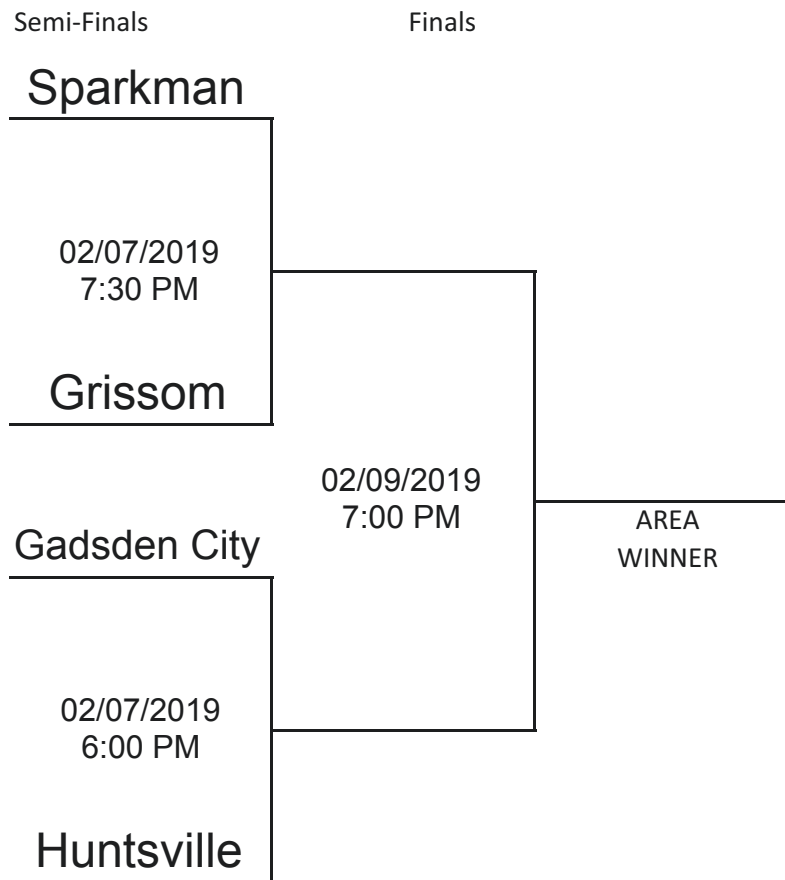 Semi-Finals
Finals
Sparkman
02/07/2019
7:30 PM
Grissom
02/09/2019
7:00 PM
AREA
WINNER
Gadsden City
02/07/2019
6:00 PM
Huntsville